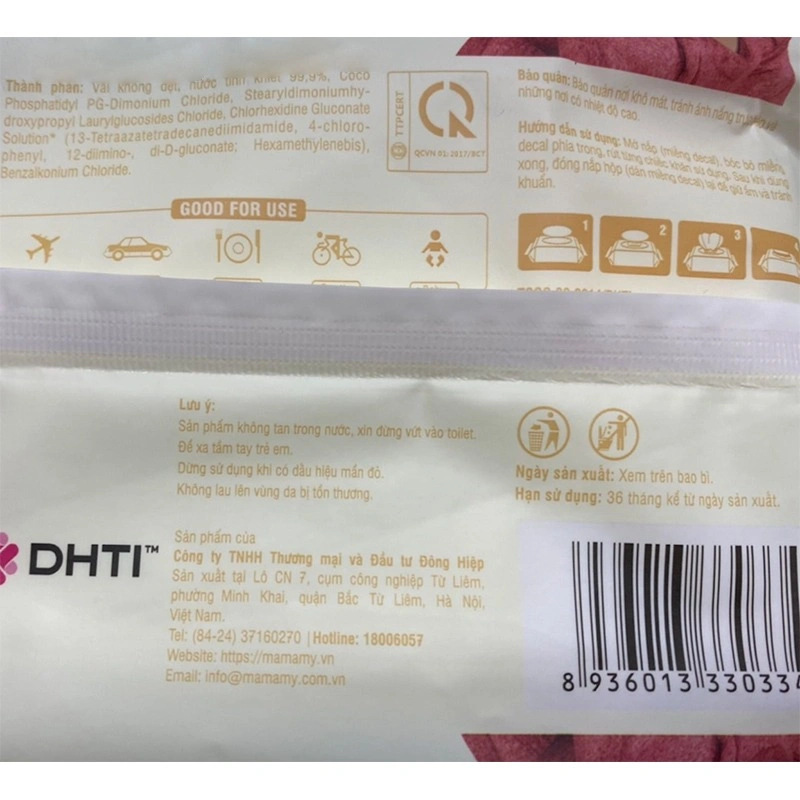 Thành phần: Vải không dệt, nước tinh khiết 99,9%, Coco
Phosphatidyl PG-Dimonium Chloride, Stearyldimoniumhy-
droxypropyl Laurylglucosides Chloride, Chlorhexidine Gluconate
Solution* (13-Tetraazatetradecanediimidamide, 4-chloro-
phenyl, 12-diimino-, di-D-gluconate; Hexamethylenebis),
Benzalkonium Chloride.
TTPCERT
QCVN 01:2017/BCT
Bảo quản: Bảo quản nơi khô mát, tránh ánh nắng
những nơi có nhiệt độ cao.
Hướng dẫn sử dụng: Mở nắp (miếng decal), bóc bỏ miếng
decal phía trong, rút từng chiếc khăn sử dụng. Sau khi dùng
xong, đóng nắp hộp (dán miếng decal) lại để giữ ẩm và tránh
khuẩn.
GOOD FOR USE
1 2 3
Lưu ý:
Sản phẩm không tan trong nước, xin đừng vứt vào toilet.
Để xa tầm tay trẻ em.
Dừng sử dụng khi có dấu hiệu mẩn đỏ.
Không lau lên vùng da bị tổn thương.
Ngày sản xuất: Xem trên bao bì.
Hạn sử dụng: 36 tháng kể từ ngày sản xuất.
DHTI™
Sản phẩm của
Công ty TNHH Thương mại và Đầu tư Đông Hiệp
Sản xuất tại Lô CN 7, cụm công nghiệp Từ Liêm,
phường Minh Khai, quận Bắc Từ Liêm, Hà Nội,
Việt Nam.
Tel: (84-24) 37160270 | Hotline: 18006057
Website: https://mamamy.vn
Email: info@mamamy.com.vn
8 936013 330334